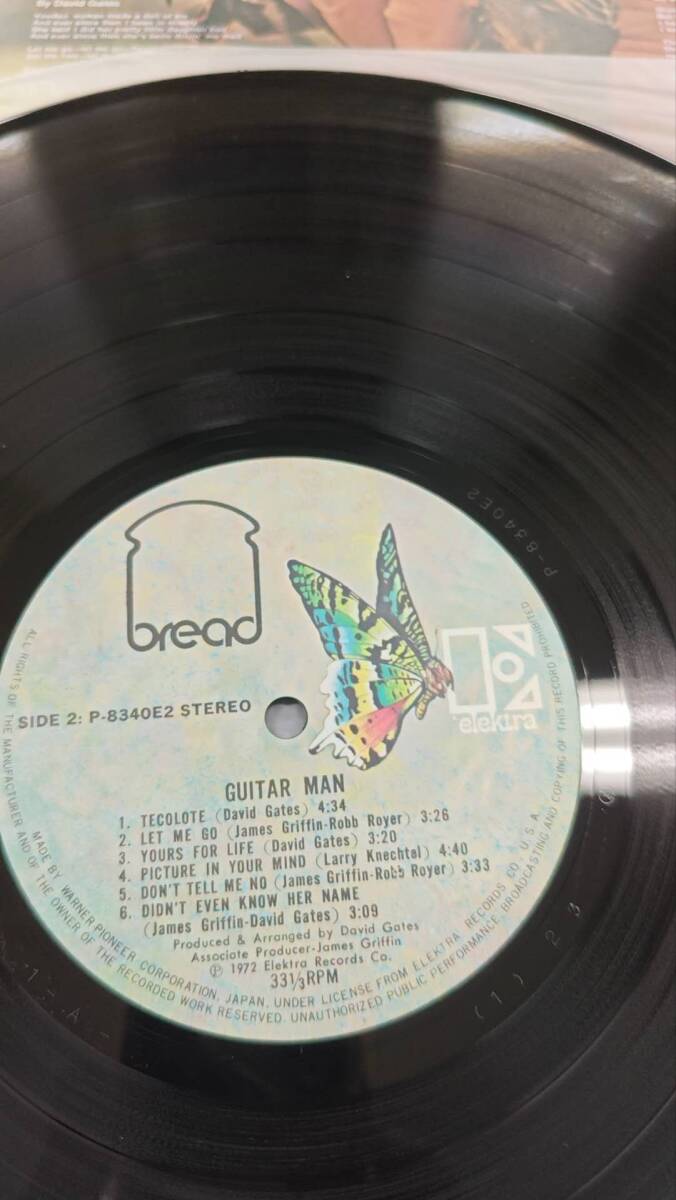 By David Gates
bread
elektra
SIDE 2: P-8340E2 STEREO
GUITAR MAN
1. TECOLOTE (David Gates) 4:34
2. LET ME GO (James Griffin-Robb Royer) 3:26
3. YOURS FOR LIFE (David Gates) 3:20
4. PICTURE IN YOUR MIND (Larry Knechtel) 4:40
5. DON'T TELL ME NO (James Griffin-Robb Royer) 3:33
6. DIDN'T EVEN KNOW HER NAME
(James Griffin-David Gates) 3:09
Produced & Arranged by David Gates
Associate Producer-James Griffin
Ⓟ 1972 Elektra Records Co.
33⅓RPM
MADE BY WARNER-PIONEER CORPORATION, JAPAN, UNDER LICENSE FROM ELEKTRA RECORDS CO., U.S.A.
ALL RIGHTS OF THE MANUFACTURER AND OF THE OWNER OF THE RECORDED WORK RESERVED. UNAUTHORIZED PUBLIC PERFORMANCE, BROADCASTING AND COPYING OF THIS RECORD PROHIBITED
P-8340E2
(1) 23